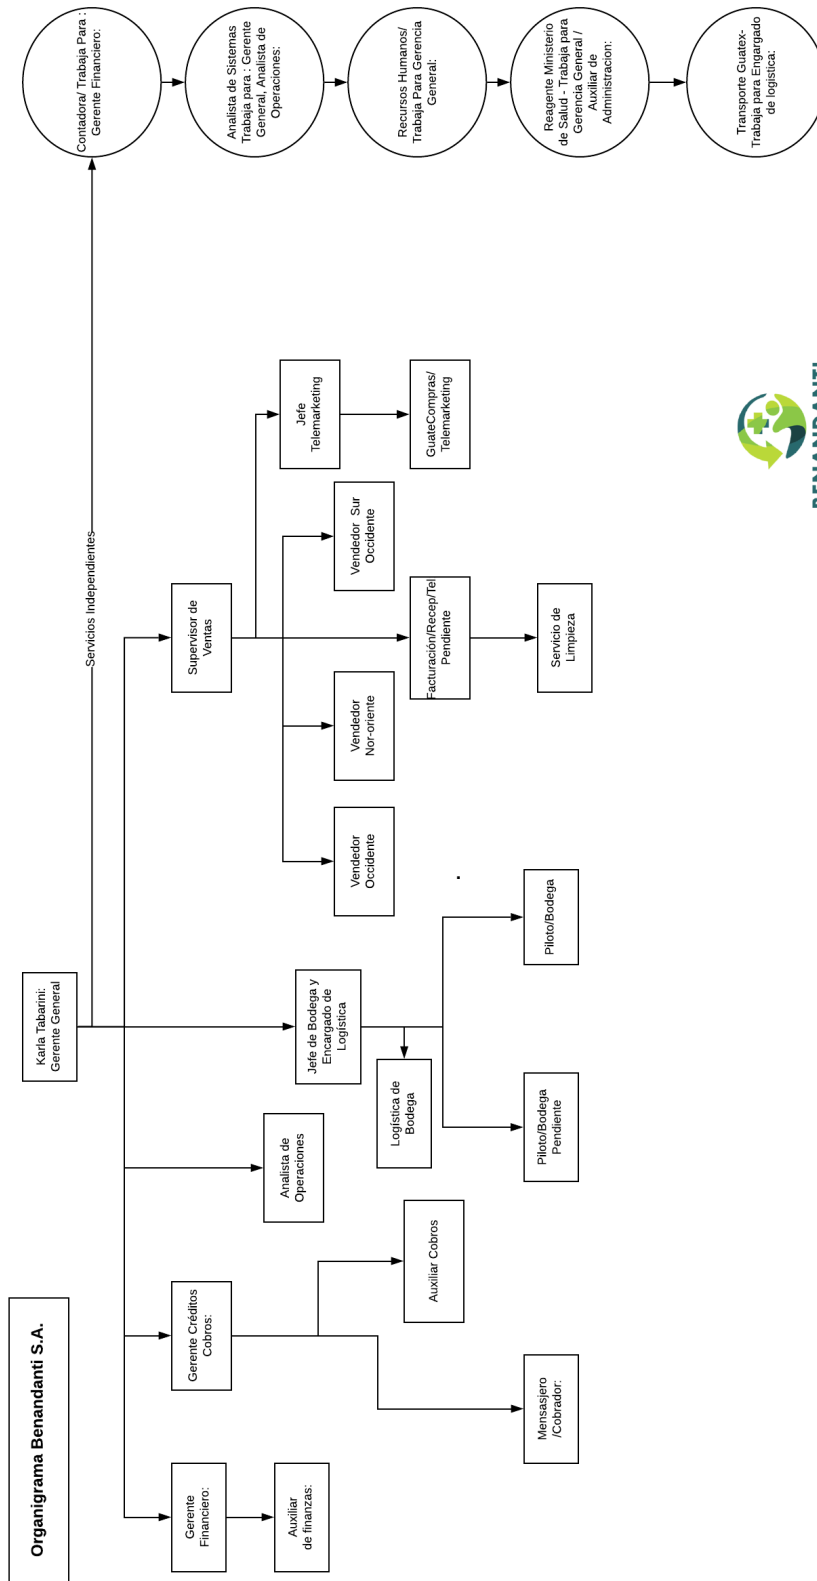 Organigrama Benandanti S.A.
Karla Tabarini:
Gerente General
Servicios Independientes
Gerente
Financiero:
Auxiliar
de finanzas:
Gerente Créditos
Cobros:
Mensasjero
/Cobrador:
Auxiliar Cobros
Analista de
Operaciones
Jefe de Bodega y
Encargado de
Logística
Logística de
Bodega
Piloto/Bodega
Pendiente
Piloto/Bodega
Supervisor de
Ventas
Vendedor
Occidente
Vendedor
Nor-oriente
Facturación/Recep/Tel
Pendiente
Servicio de
Limpieza
Vendedor Sur
Occidente
Jefe
Telemarketing
GuateCompras/
Telemarketing
Contadora/ Trabaja Para :
Gerente Financiero:
Analista de Sistemas
Trabaja para : Gerente
General, Analista de
Operaciones:
Recursos Humanos/
Trabaja Para Gerencia
General:
Reagente Ministerio
de Salud - Trabaja para
Gerencia General /
Auxiliar de
Administracion:
Transporte Guatex-
Trabaja para Engargado
de logistica:
BENANDANTI